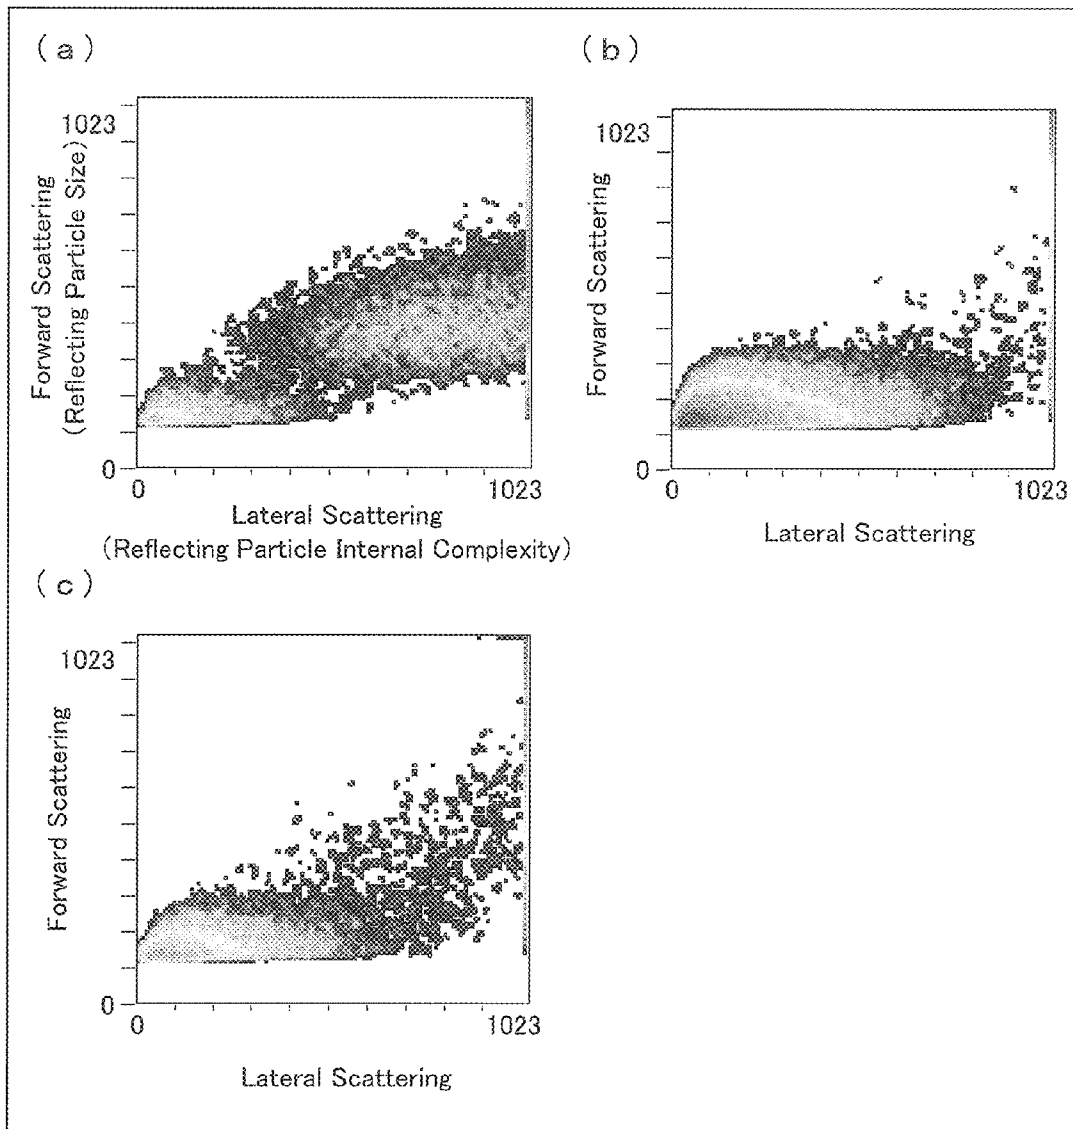 (a)
1023
Forward Scattering
(Reflecting Particle Size)
0
0
1023
Lateral Scattering
(Reflecting Particle Internal Complexity)
(b)
1023
Forward Scattering
0
0
1023
Lateral Scattering
(c)
1023
Forward Scattering
0
0
1023
Lateral Scattering